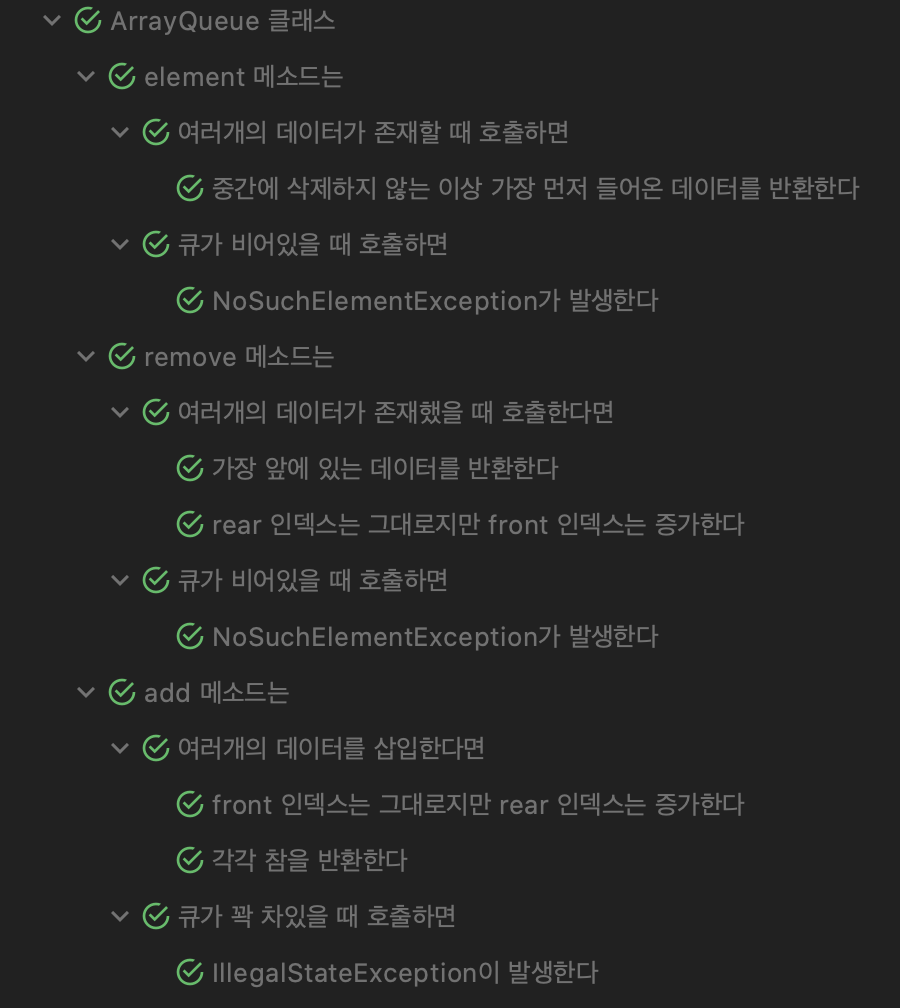 ArrayQueue 클래스
element 메소드는
여러개의 데이터가 존재할 때 호출하면
중간에 삭제하지 않는 이상 가장 먼저 들어온 데이터를 반환한다
큐가 비어있을 때 호출하면
NoSuchElementException가 발생한다
remove 메소드는
여러개의 데이터가 존재했을 때 호출한다면
가장 앞에 있는 데이터를 반환한다
rear 인덱스는 그대로지만 front 인덱스는 증가한다
큐가 비어있을 때 호출하면
NoSuchElementException가 발생한다
add 메소드는
여러개의 데이터를 삽입한다면
front 인덱스는 그대로지만 rear 인덱스는 증가한다
각각 참을 반환한다
큐가 꽉 차있을 때 호출하면
IllegalStateException이 발생한다